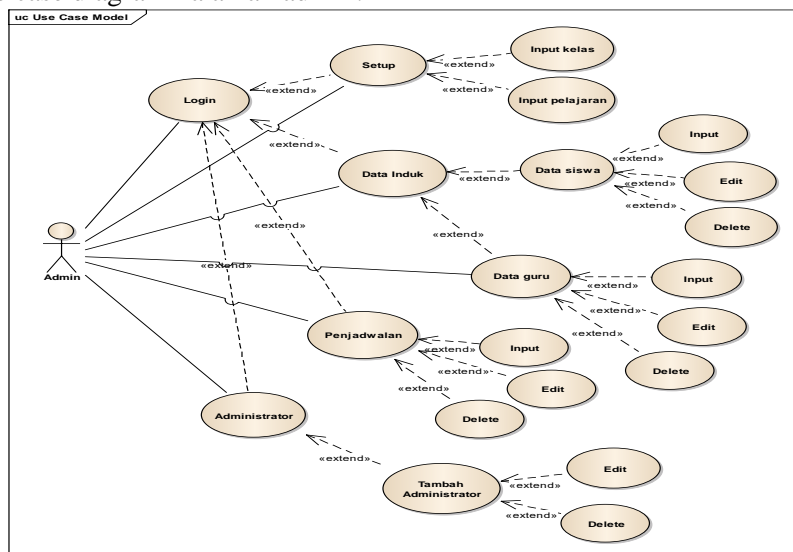 uc Use Case Model
Input kelas
Setup
«extend»
«extend»
Login
«extend»
Input pelajaran
«extend»
Input
«extend»
Data Induk
«extend»
Data siswa
«extend»
Edit
«extend»
Delete
«extend»
«extend»
Admin
«extend»
Data guru
«extend»
Input
«extend»
Edit
Penjadwalan
«extend»
Input
«extend»
«extend»
Delete
Edit
«extend»
Administrator
Delete
«extend»
Tambah
Administrator
«extend»
Edit
«extend»
Delete